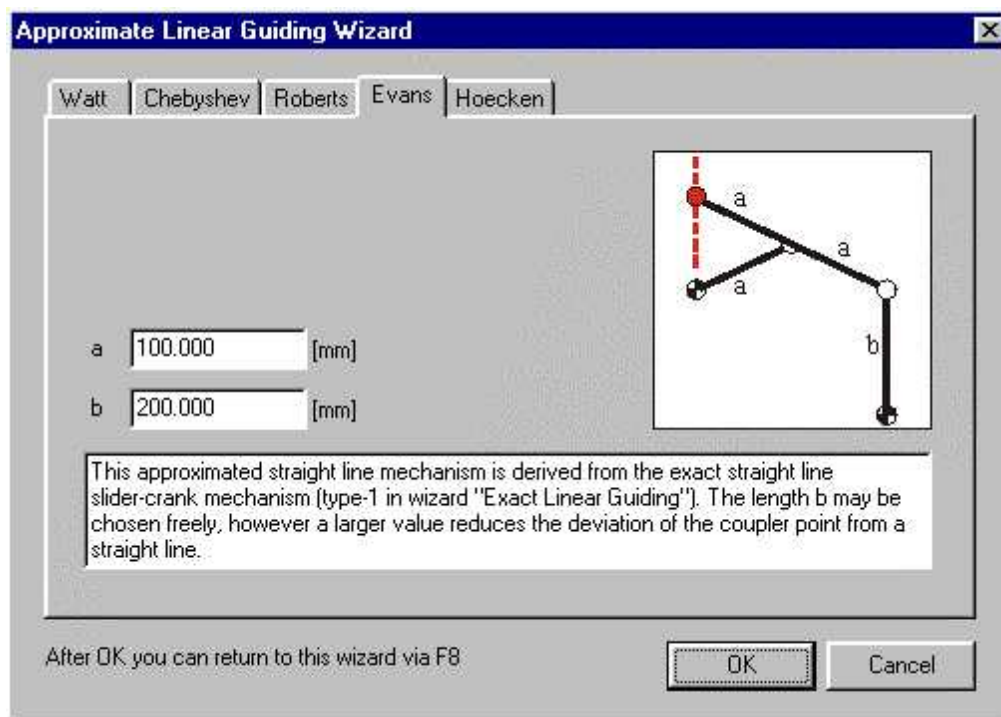 Approximate Linear Guiding Wizard
Watt Chebyshev Roberts Evans Hoecken
a
a
a
b
a 100.000 [mm]
b 200.000 [mm]
This approximated straight line mechanism is derived from the exact straight line
slider-crank mechanism (type-1 in wizard "Exact Linear Guiding"). The length b may be
chosen freely, however a larger value reduces the deviation of the coupler point from a
straight line.
After OK you can return to this wizard via F8
OK Cancel